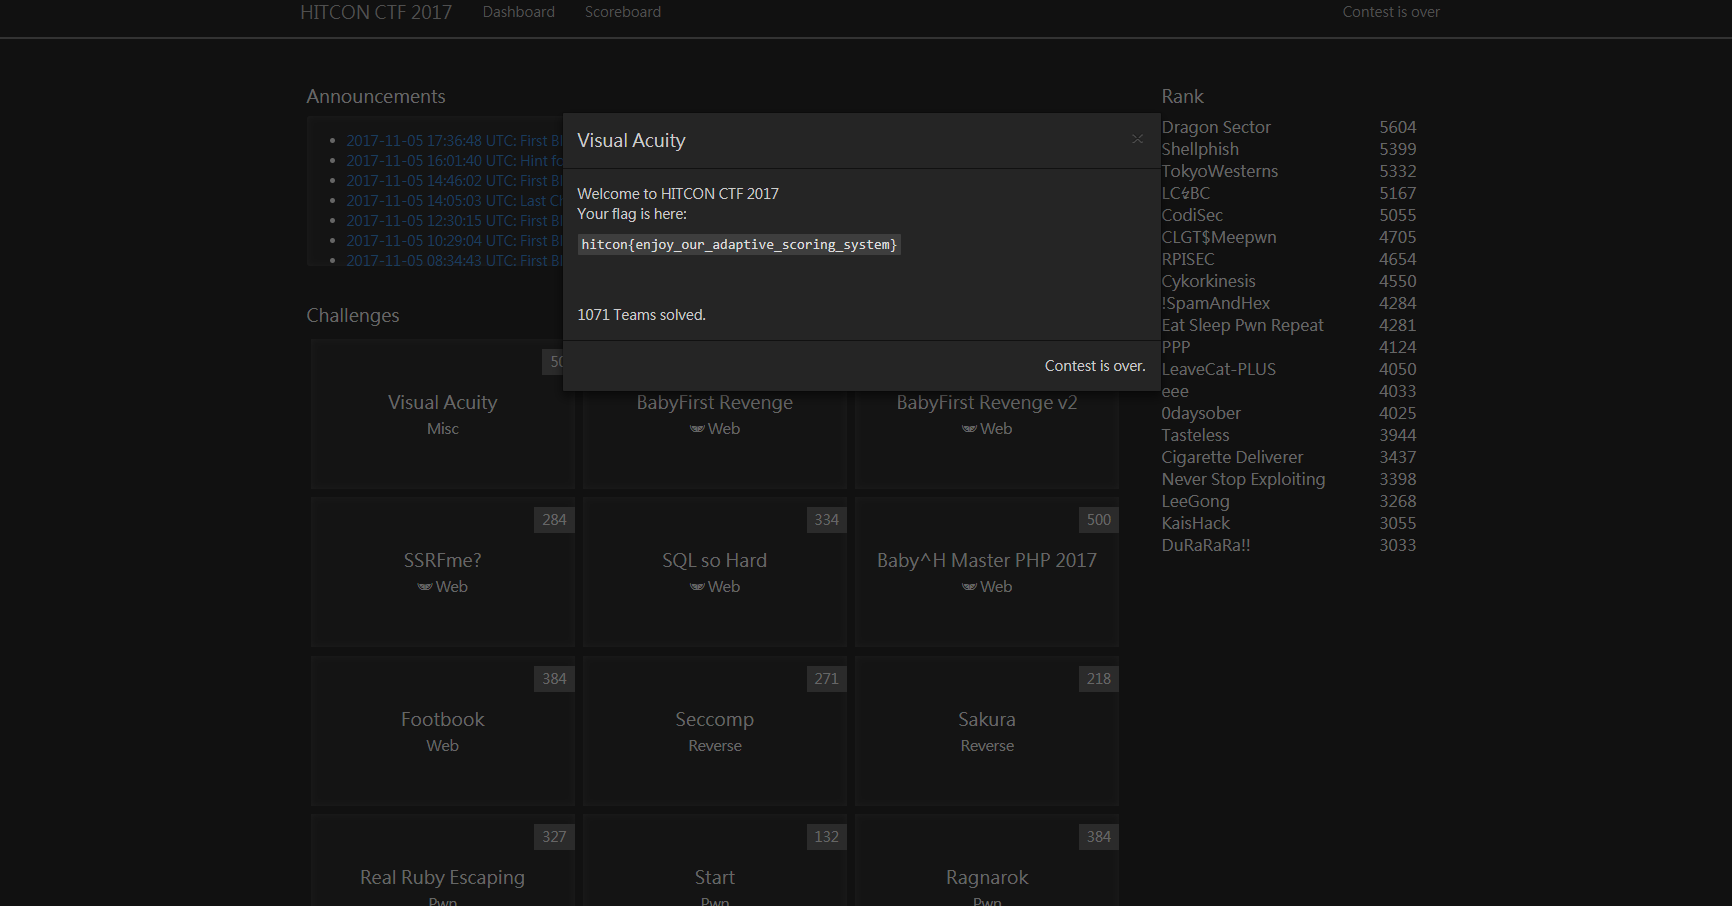 HITCON CTF 2017 Dashboard Scoreboard Contest is over
Announcements
2017-11-05 17:36:48 UTC: First
2017-11-05 16:01:40 UTC: Hint
2017-11-05 14:46:02 UTC: First
2017-11-05 14:05:03 UTC: Last
2017-11-05 12:30:15 UTC: First
2017-11-05 10:29:04 UTC: First
2017-11-05 08:34:43 UTC: First
Visual Acuity ×
Welcome to HITCON CTF 2017
Your flag is here:
hitcon{enjoy_our_adaptive_scoring_system}
1071 Teams solved.
Contest is over.
Challenges
Visual Acuity
Misc
BabyFirst Revenge
Web
BabyFirst Revenge v2
Web
284
SSRFme?
Web
334
SQL so Hard
Web
500
Baby^H Master PHP 2017
Web
384
Footbook
Web
271
Seccomp
Reverse
218
Sakura
Reverse
327
Real Ruby Escaping
Pwn
132
Start
Pwn
384
Ragnarok
Pwn
Rank
Dragon Sector 5604
Shellphish 5399
TokyoWesterns 5332
LC↯BC 5167
CodiSec 5055
CLGT$Meepwn 4705
RPISEC 4654
Cykorkinesis 4550
!SpamAndHex 4284
Eat Sleep Pwn Repeat 4281
PPP 4124
LeaveCat-PLUS 4050
eee 4033
0daysober 4025
Tasteless 3944
Cigarette Deliverer 3437
Never Stop Exploiting 3398
LeeGong 3268
KaisHack 3055
DuRaRaRa!! 3033